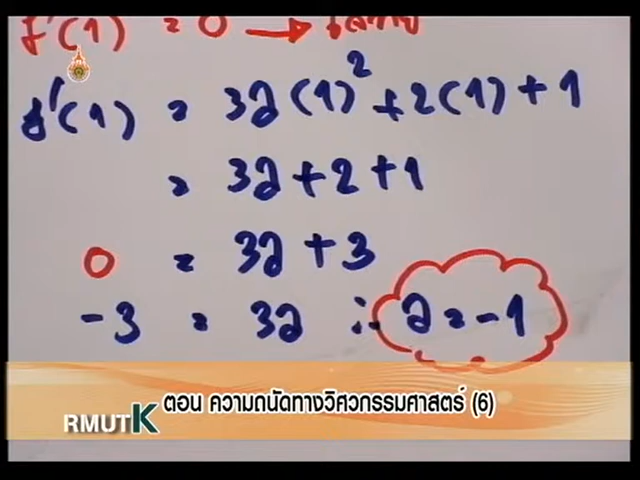 f'(1) = 0 →
f'(1) = 3a(1)² + 2(1) + 1
= 3a + 2 + 1
0 = 3a + 3
-3 = 3a ∴ a = -1
ตอน ความถนัดทางวิศวกรรมศาสตร์ (6)
RMUTK